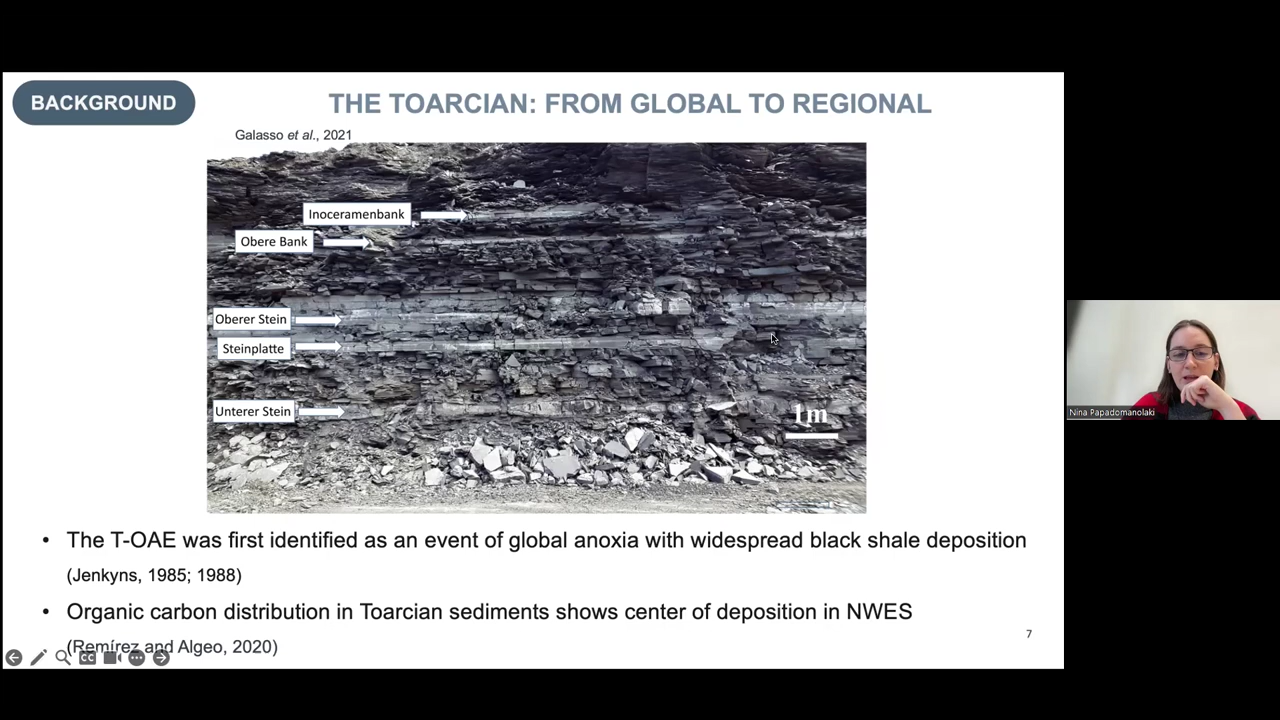 BACKGROUND
THE TOARCIAN: FROM GLOBAL TO REGIONAL
Galasso et al., 2021
Inoceramenbank
Obere Bank
Oberer Stein
Steinplatte
Unterer Stein
1m
• The T-OAE was first identified as an event of global anoxia with widespread black shale deposition
(Jenkyns, 1985; 1988)
• Organic carbon distribution in Toarcian sediments shows center of deposition in NWES
(Remírez and Algeo, 2020)
7
CC
Nina Papadomanolaki